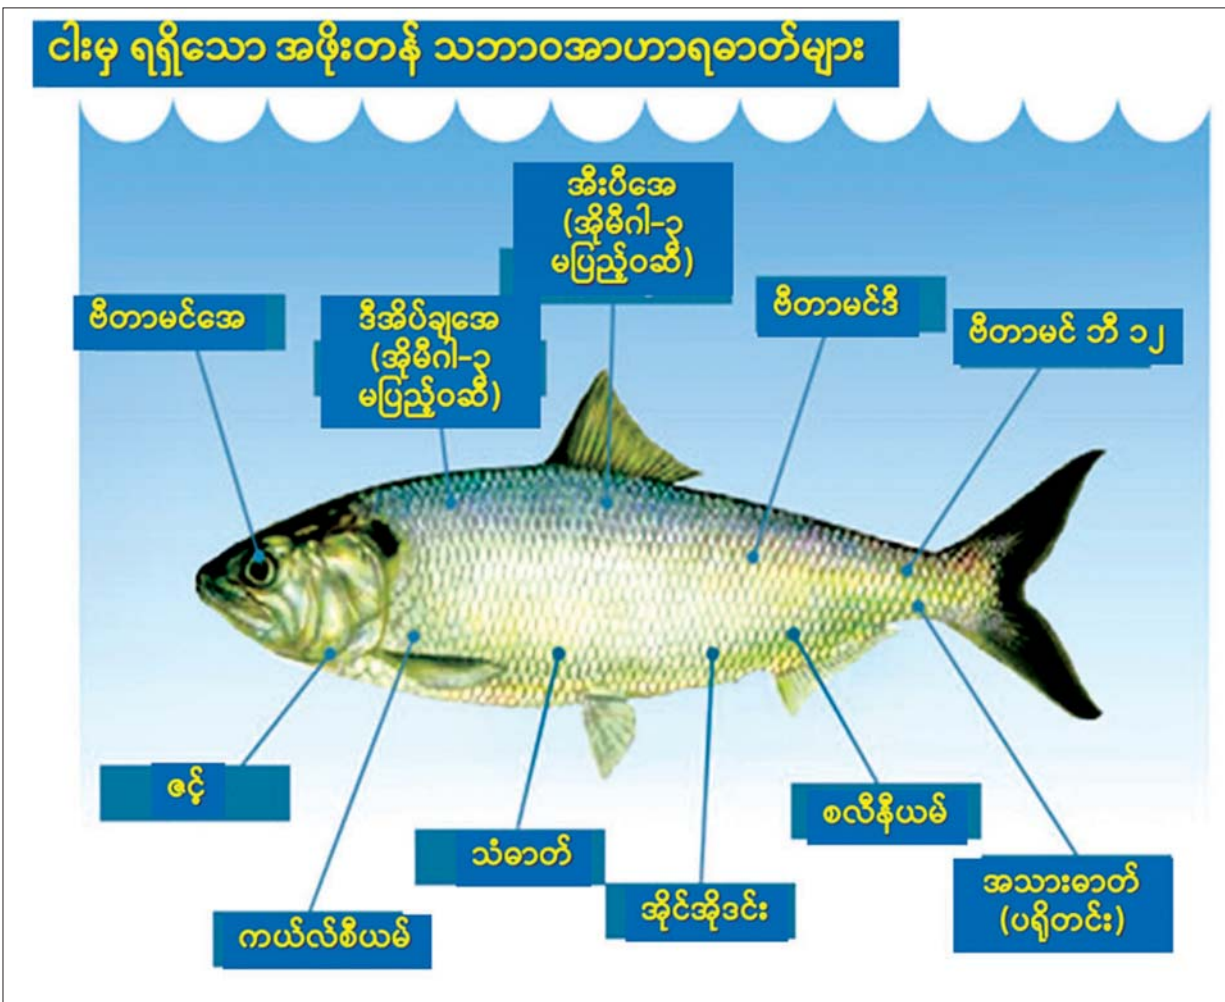 ငါးမှ ရရှိသော အဖိုးတန် သဘာဝအာဟာရဓာတ်များ
အီးပီအေ
(အိုမီဂါ-၃
မပြည့်ဝဆီ)
ဗီတာမင်အေ
ဒီအိပ်ချအေ
(အိုမီဂါ-၃
မပြည့်ဝဆီ)
ဗီတာမင်ဒီ
ဗီတာမင် ဘီ ၁၂
ဇင့်
ကယ်လ်စီယမ်
သံဓာတ်
အိုင်အိုဒင်း
စလီနီယမ်
အသားဓာတ်
(ပရိုတင်း)